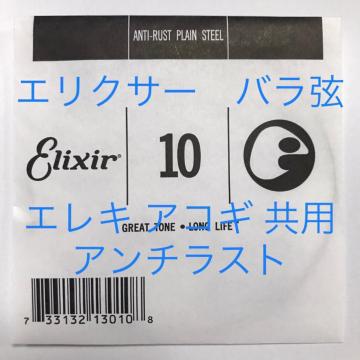 ANTI-RUST PLAIN STEEL
エリクサー バラ弦
Elixir®
10
エレキ アコギ 共用
GREAT TONE • LONG LIFE
アンチラスト
7 33132 13010 8